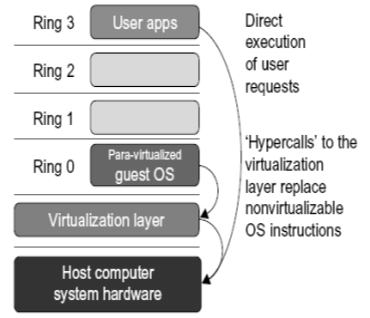 Ring 3
User apps
Ring 2
Ring 1
Ring 0
Para-virtualized
guest OS
Virtualization layer
Host computer
system hardware
Direct
execution
of user
requests
‘Hypercalls’ to the
virtualization
layer replace
nonvirtualizable
OS instructions